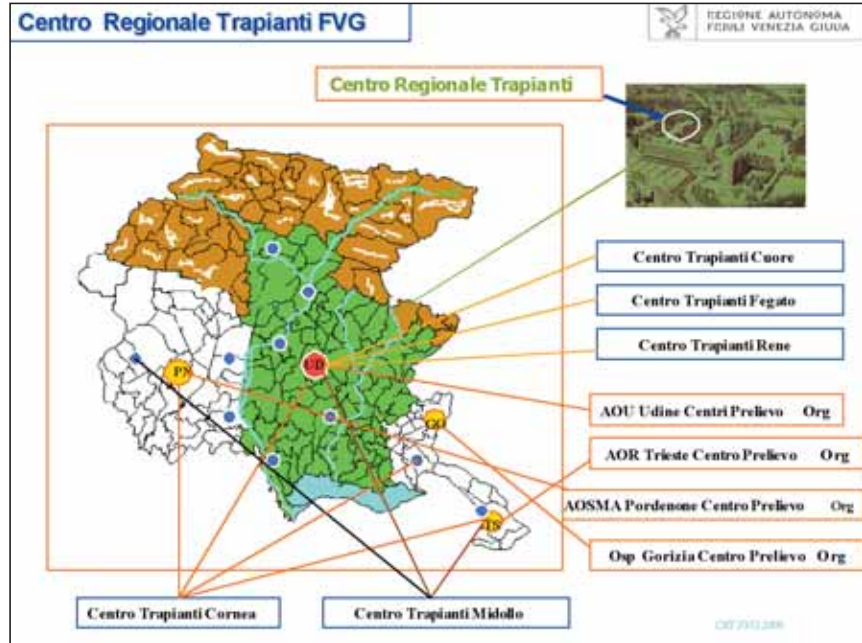 Centro Regionale Trapianti FVG
REGIONE AUTONOMA
FRIULI VENEZIA GIULIA
Centro Regionale Trapianti
Centro Trapianti Cuore
Centro Trapianti Fegato
Centro Trapianti Rene
UD
PN
GO
TS
AOU Udine Centri Prelievo Org
AOR Trieste Centro Prelievo Org
AOSMA Pordenone Centro Prelievo Org
Osp Gorizia Centro Prelievo Org
Centro Trapianti Cornea
Centro Trapianti Midollo